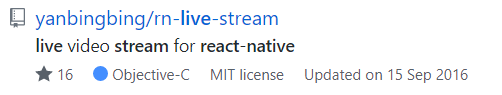 yanbingbing/rn-live-stream
live video stream for react-native
16 Objective-C MIT license Updated on 15 Sep 2016